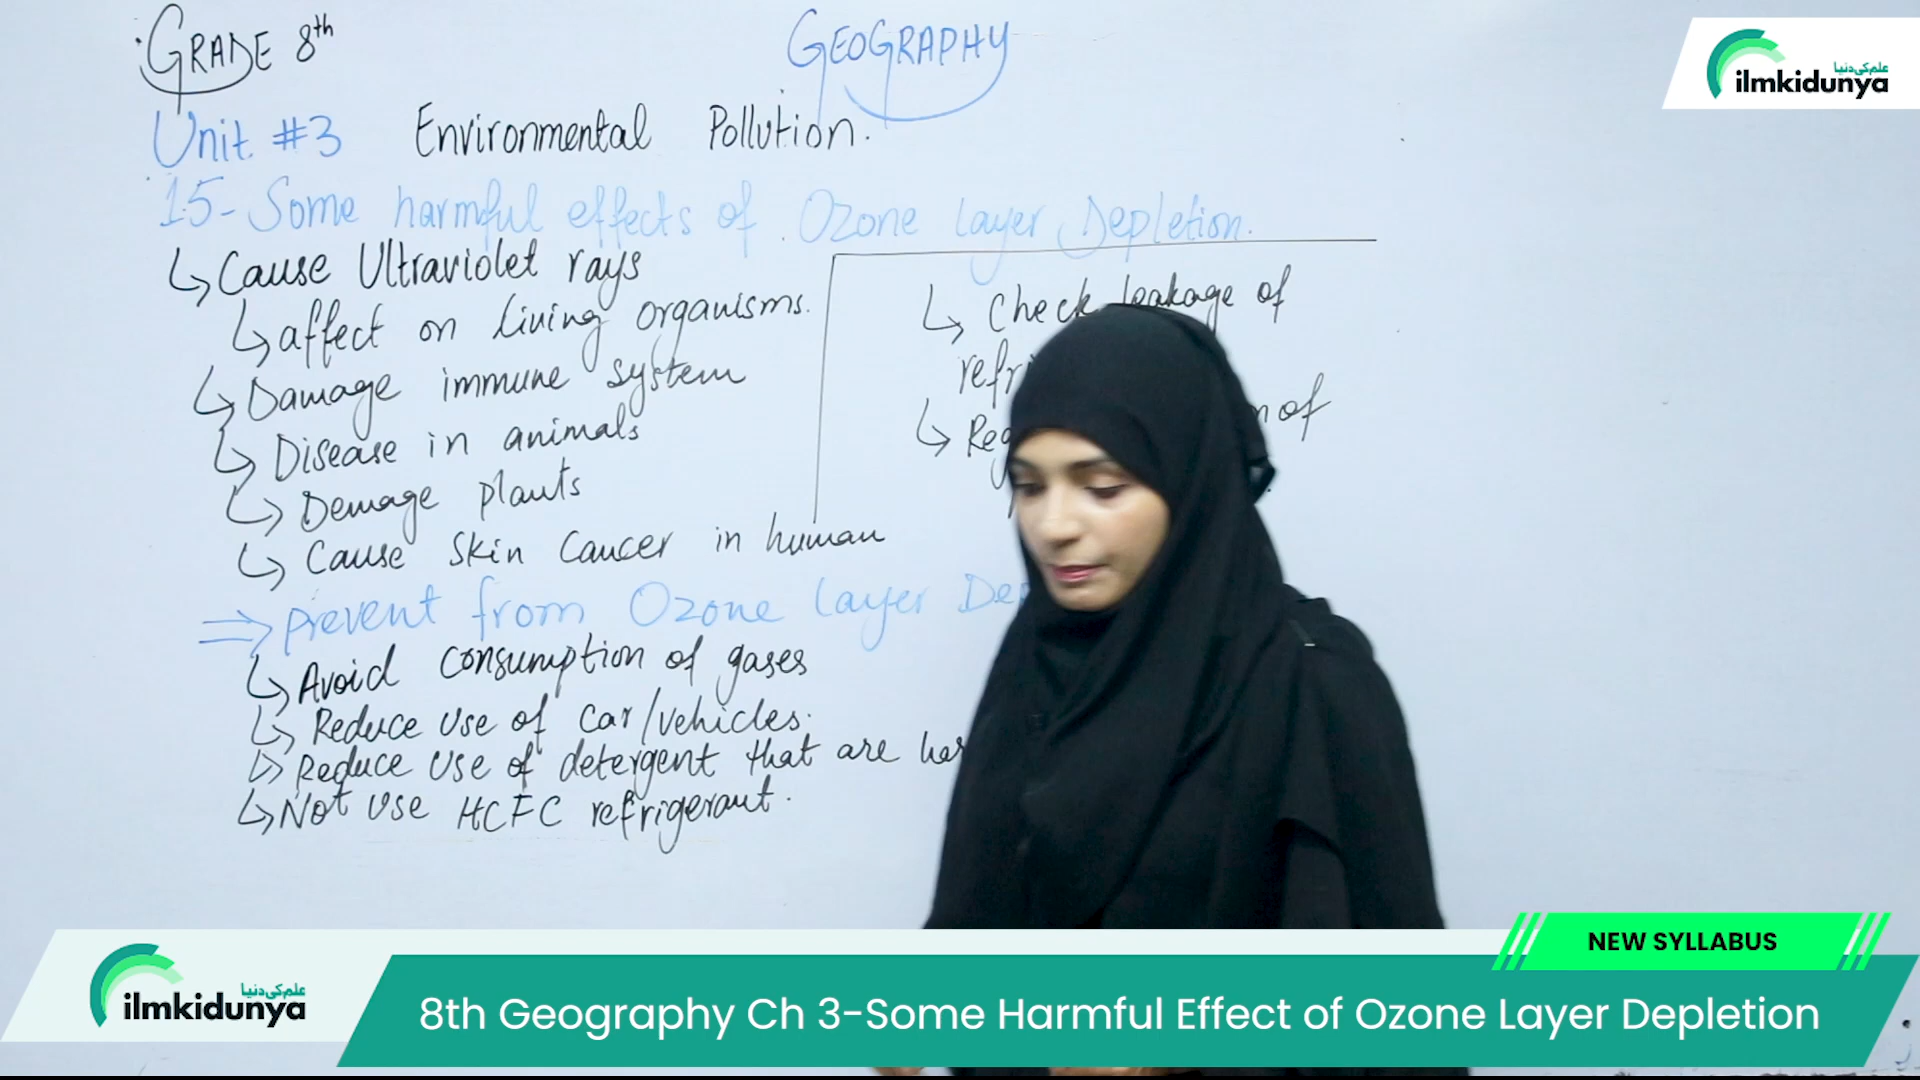 GRADE 8th
GEOGRAPHY
علم کی دنیا
ilmkidunya
Unit #3 Environmental Pollution.
15- Some harmful effects of Ozone Layer Depletion.
Cause Ultraviolet rays
affect on living organisms.
Damage immune system
Disease in animals
Demage plants
Cause Skin Cancer in human
Check leakage of
refri
Reg n of
prevent from Ozone Layer De
Avoid consumption of gases
Reduce use of car/vehicles.
Reduce use of detergent that are har
Not use HCFC refrigerant.
NEW SYLLABUS
علم کی دنیا
ilmkidunya
8th Geography Ch 3-Some Harmful Effect of Ozone Layer Depletion